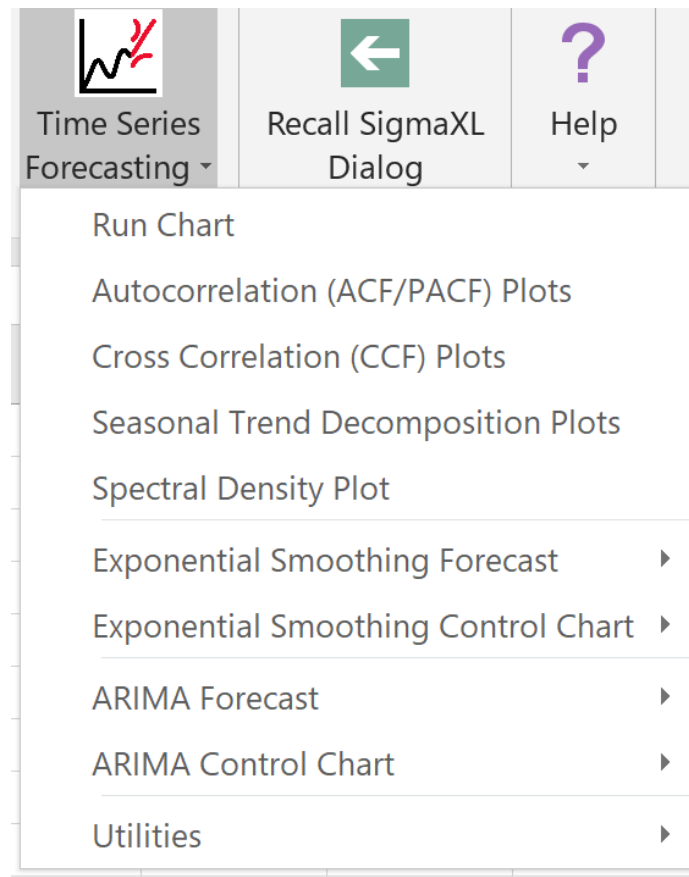 Time Series
Forecasting
Recall SigmaXL
Dialog
?
Help
Run Chart
Autocorrelation (ACF/PACF) Plots
Cross Correlation (CCF) Plots
Seasonal Trend Decomposition Plots
Spectral Density Plot
Exponential Smoothing Forecast
Exponential Smoothing Control Chart
ARIMA Forecast
ARIMA Control Chart
Utilities